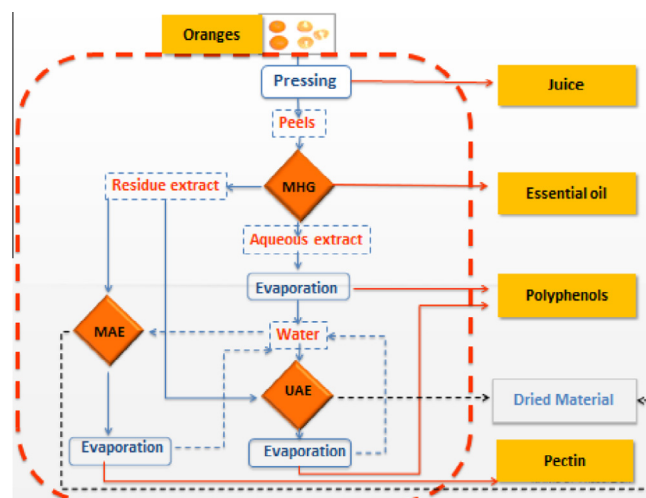 Oranges
Pressing
Juice
Peels
Residue extract
MHG
Essential oil
Aqueous extract
Evaporation
Polyphenols
MAE
Water
UAE
Dried Material
Evaporation
Evaporation
Pectin